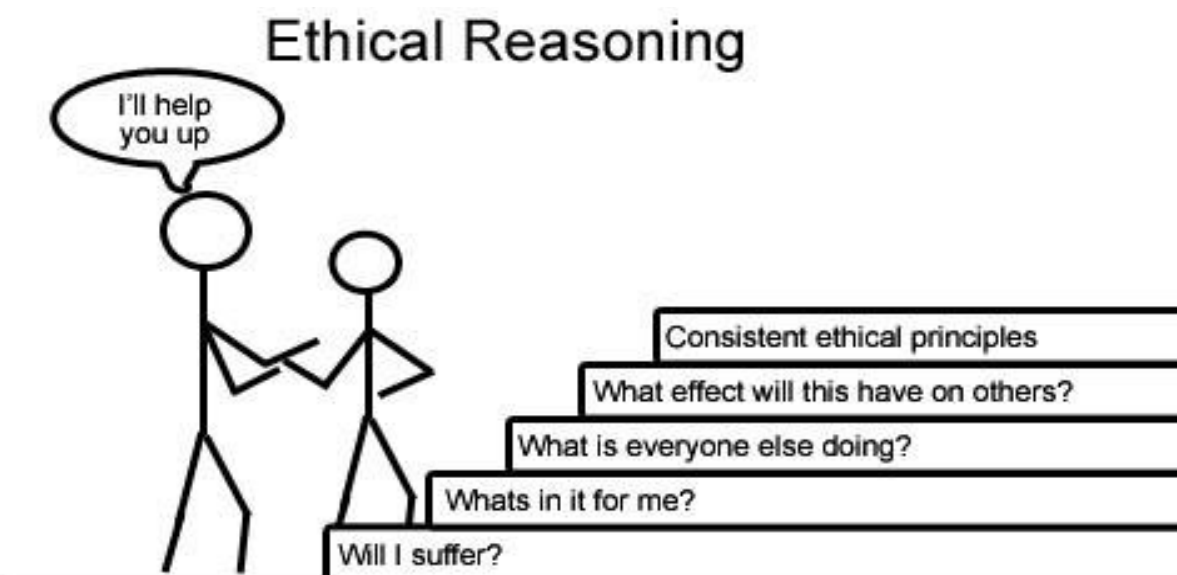 Ethical Reasoning
I'll help
you up
Consistent ethical principles
What effect will this have on others?
What is everyone else doing?
Whats in it for me?
Will I suffer?